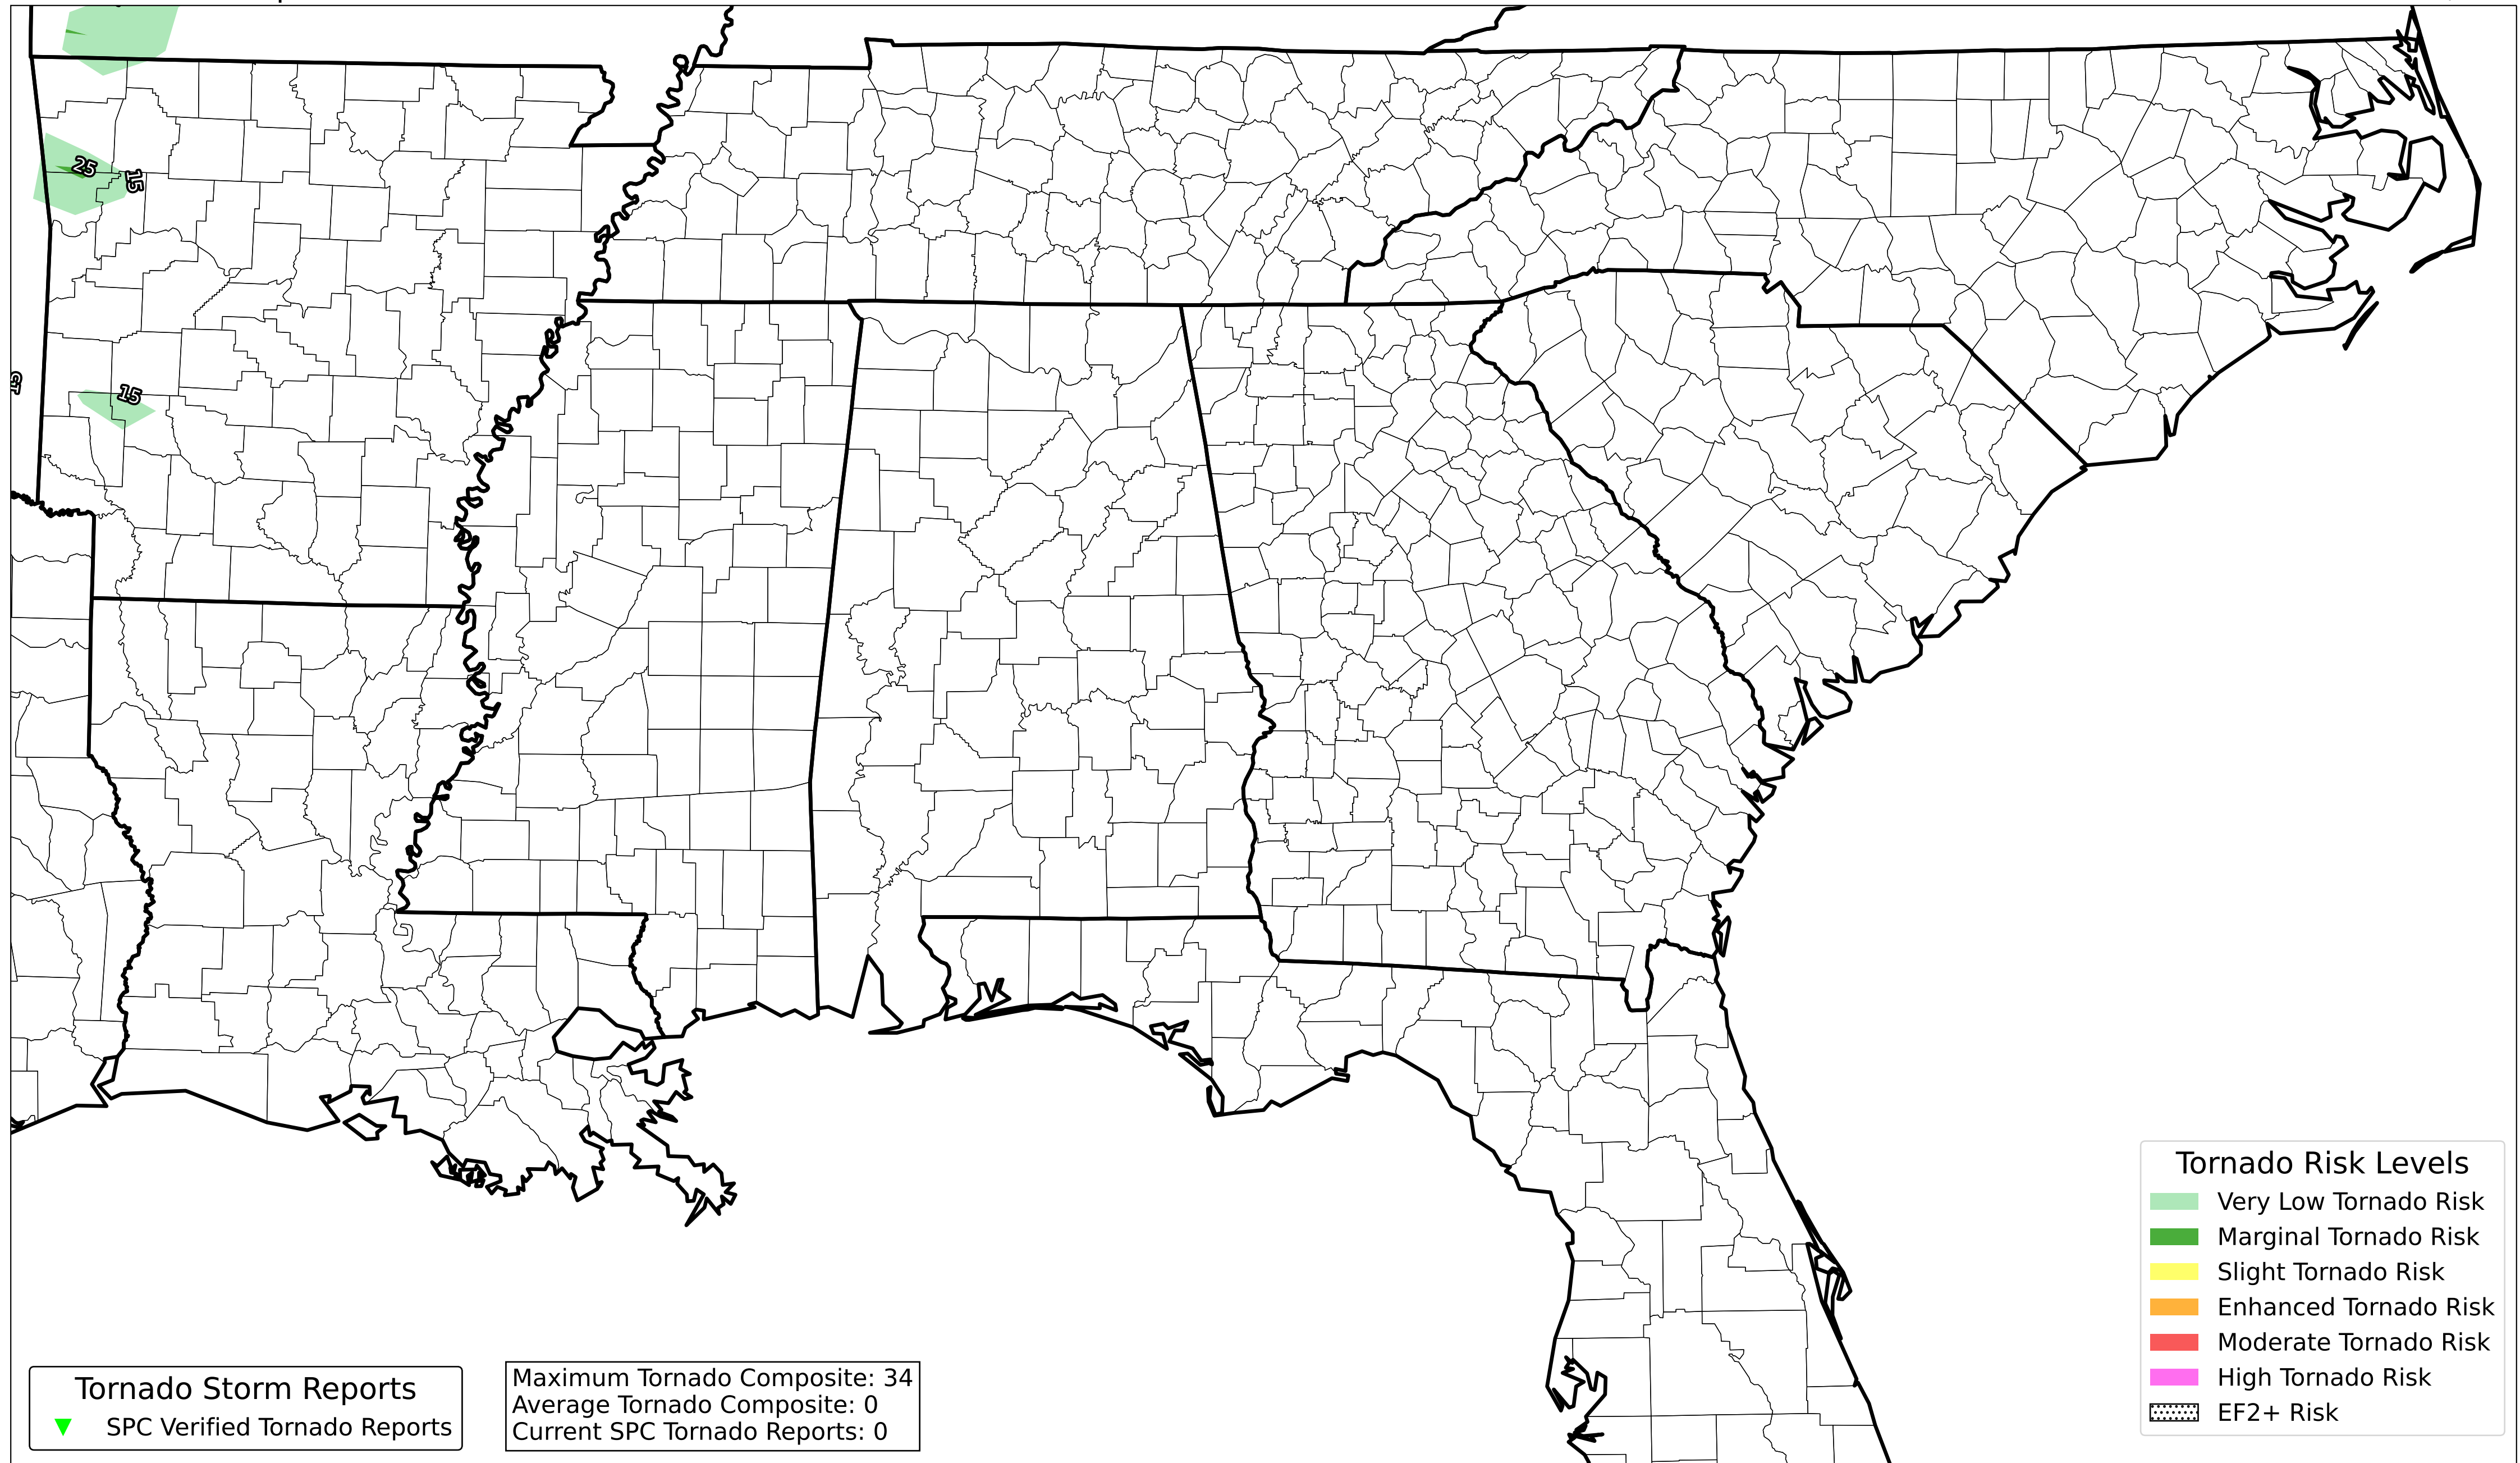 25
15
15
Tornado Risk Levels
Very Low Tornado Risk
Marginal Tornado Risk
Slight Tornado Risk
Enhanced Tornado Risk
Moderate Tornado Risk
High Tornado Risk
EF2+ Risk
Tornado Storm Reports
SPC Verified Tornado Reports
Maximum Tornado Composite: 34
Average Tornado Composite: 0
Current SPC Tornado Reports: 0